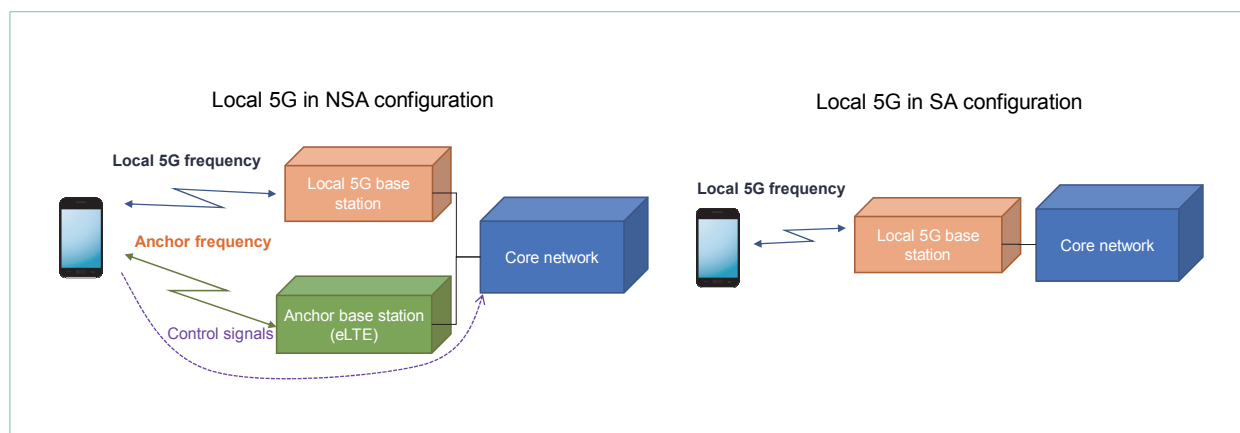 Local 5G in NSA configuration
Local 5G frequency
Local 5G base
station
Anchor frequency
Core network
Anchor base station
(eLTE)
Control signals
Local 5G in SA configuration
Local 5G frequency
Local 5G base
station
Core network